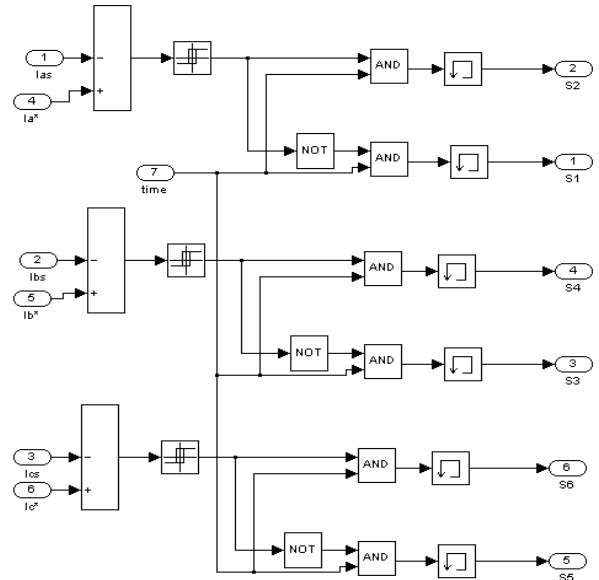 1
Ias
−
4
Ia*
+
AND
2
S2
NOT
AND
1
S1
7
time
2
Ibs
−
5
Ib*
+
AND
4
S4
NOT
AND
3
S3
3
Ics
−
6
Ic*
+
AND
6
S6
NOT
AND
5
S5